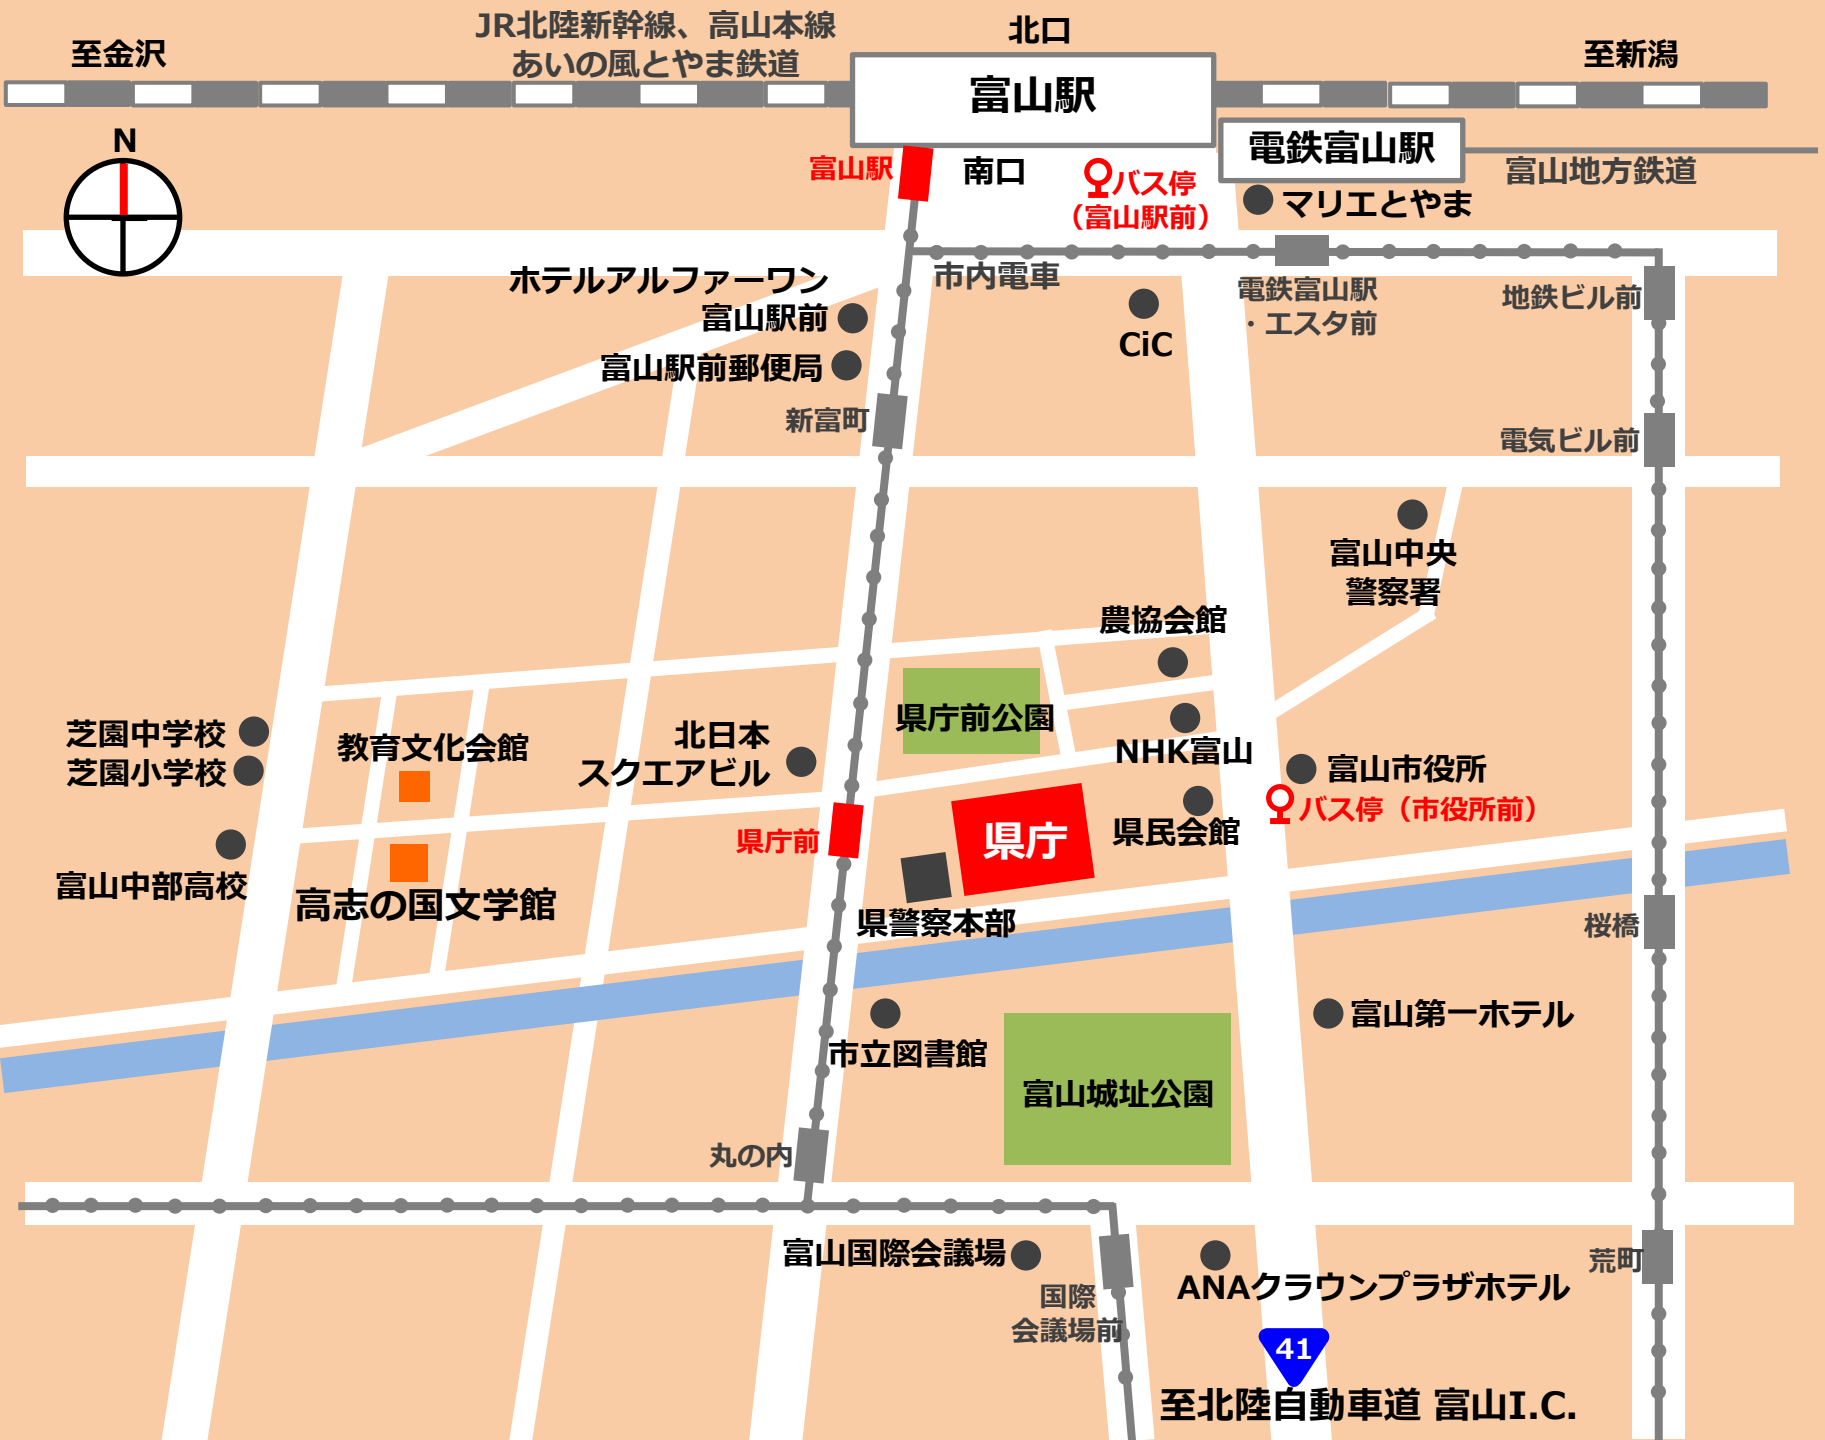 JR北陸新幹線、高山本線
あいの風とやま鉄道
北口
至金沢
至新潟
富山駅
N
電鉄富山駅
富山駅
南口
バス停
（富山駅前）
富山地方鉄道
マリエとやま
市内電車
ホテルアルファーワン
富山駅前
電鉄富山駅
・エスタ前
地鉄ビル前
CiC
富山駅前郵便局
新富町
電気ビル前
富山中央
警察署
農協会館
県庁前公園
芝園中学校
芝園小学校
教育文化会館
北日本
スクエアビル
NHK富山
富山市役所
バス停（市役所前）
県庁前
県庁
県民会館
富山中部高校
高志の国文学館
県警察本部
桜橋
富山第一ホテル
市立図書館
富山城址公園
丸の内
富山国際会議場
荒町
国際
会議場前
ANAクラウンプラザホテル
41
至北陸自動車道 富山I.C.